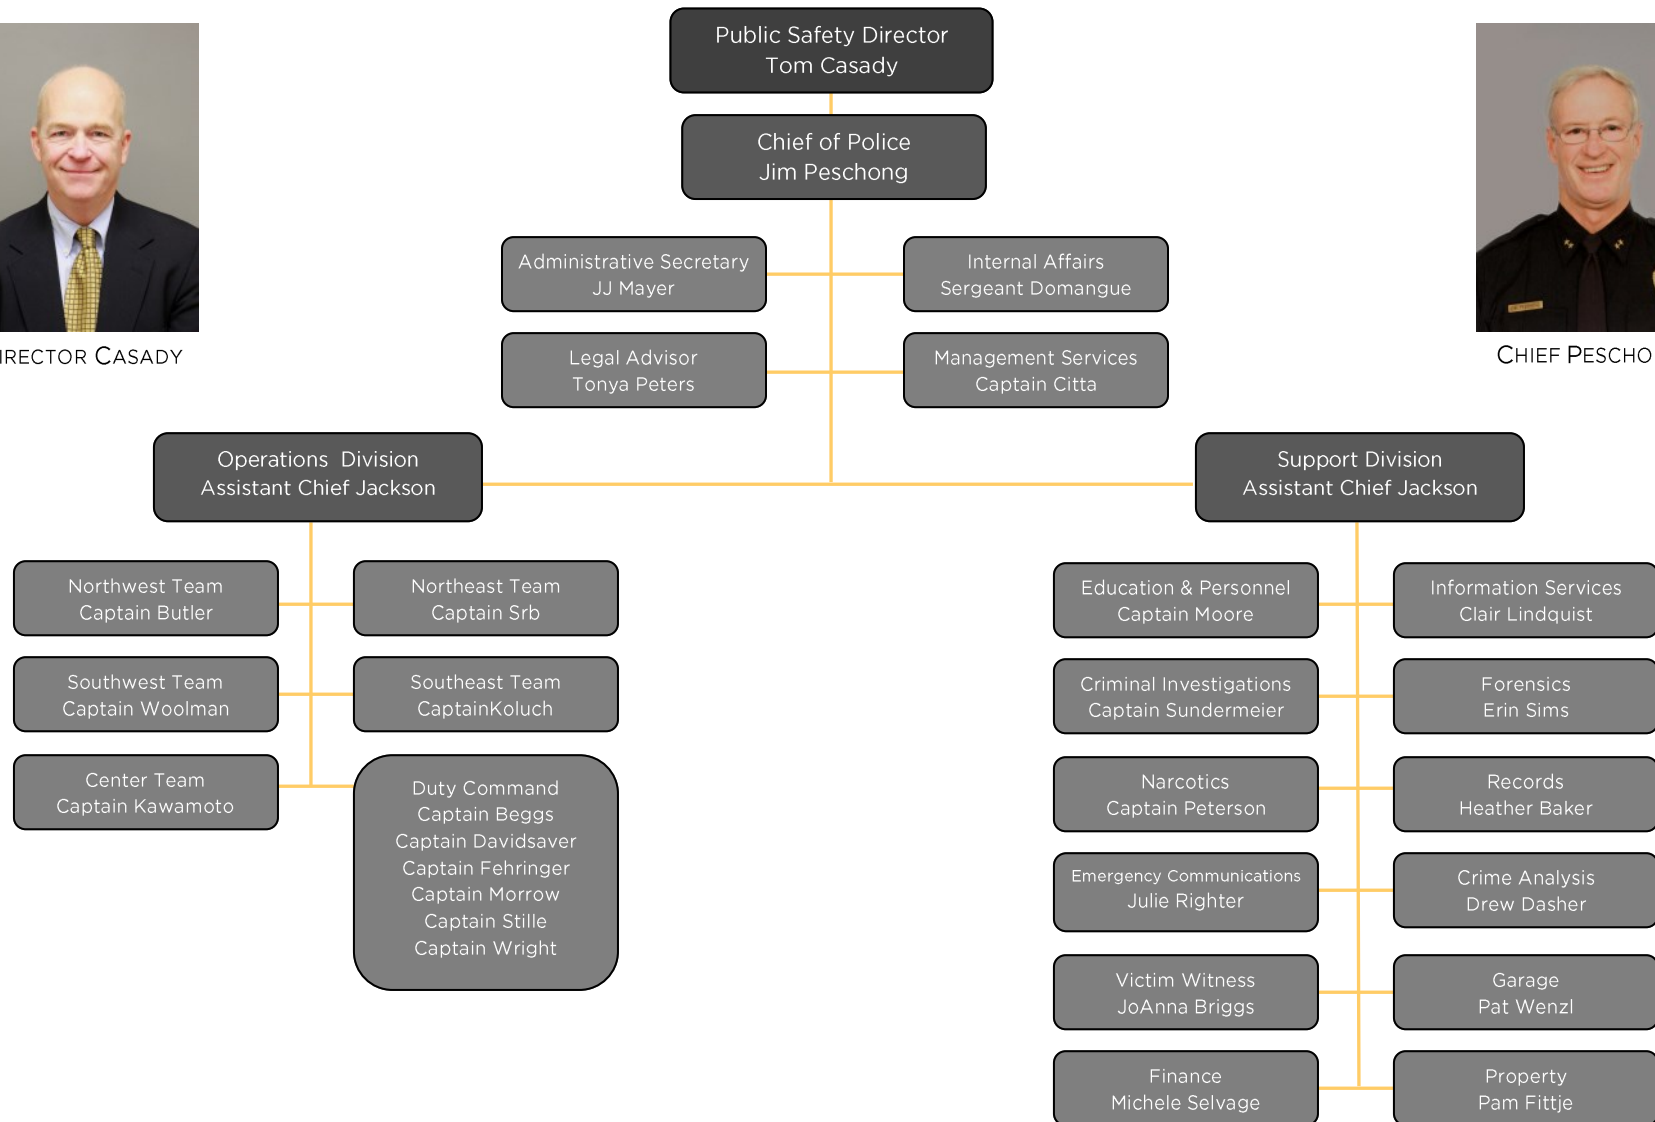 Public Safety Director
Tom Casady
Chief of Police
Jim Peschong
IRECTOR CASADY
CHIEF PESCHO
Administrative Secretary
JJ Mayer
Internal Affairs
Sergeant Domangue
Legal Advisor
Tonya Peters
Management Services
Captain Citta
Operations Division
Assistant Chief Jackson
Support Division
Assistant Chief Jackson
Northwest Team
Captain Butler
Northeast Team
Captain Srb
Southwest Team
Captain Woolman
Southeast Team
CaptainKoluch
Center Team
Captain Kawamoto
Duty Command
Captain Beggs
Captain Davidsaver
Captain Fehringer
Captain Morrow
Captain Stille
Captain Wright
Education & Personnel
Captain Moore
Information Services
Clair Lindquist
Criminal Investigations
Captain Sundermeier
Forensics
Erin Sims
Narcotics
Captain Peterson
Records
Heather Baker
Emergency Communications
Julie Righter
Crime Analysis
Drew Dasher
Victim Witness
JoAnna Briggs
Garage
Pat Wenzl
Finance
Michele Selvage
Property
Pam Fittje